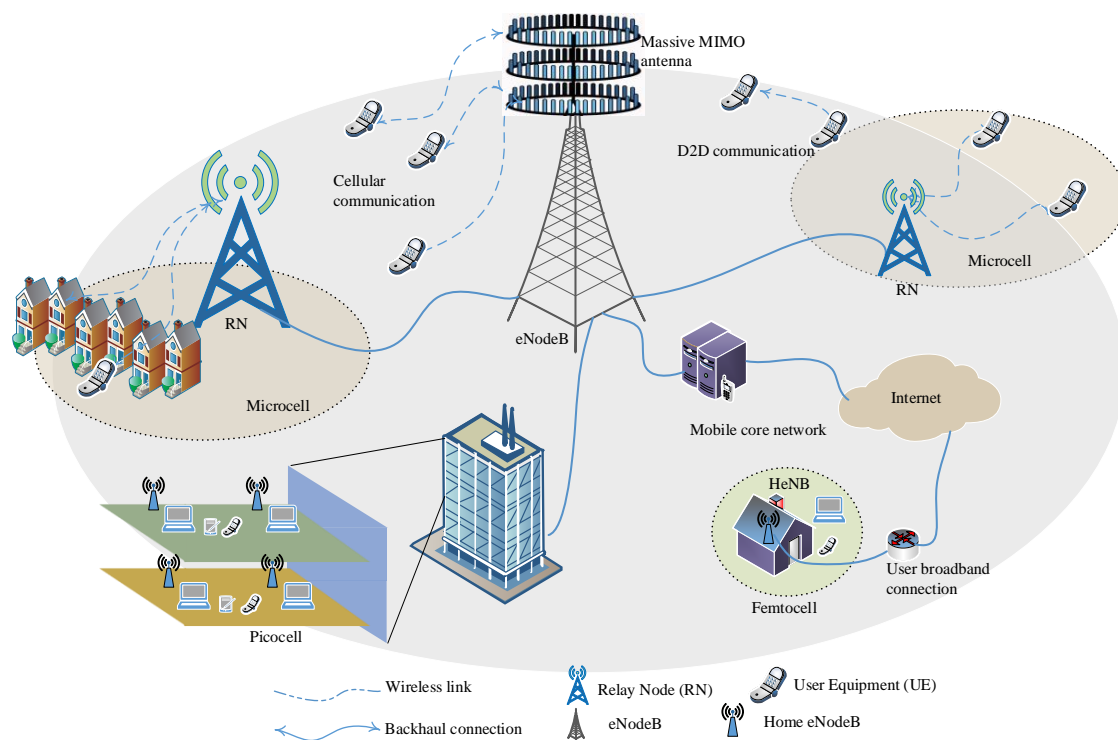 Massive MIMO
antenna
D2D communication
Cellular
communication
Microcell
RN
RN
eNodeB
Microcell
Internet
Mobile core network
HeNB
User broadband
connection
Femtocell
Picocell
Wireless link
Relay Node (RN)
User Equipment (UE)
Backhaul connection
eNodeB
Home eNodeB